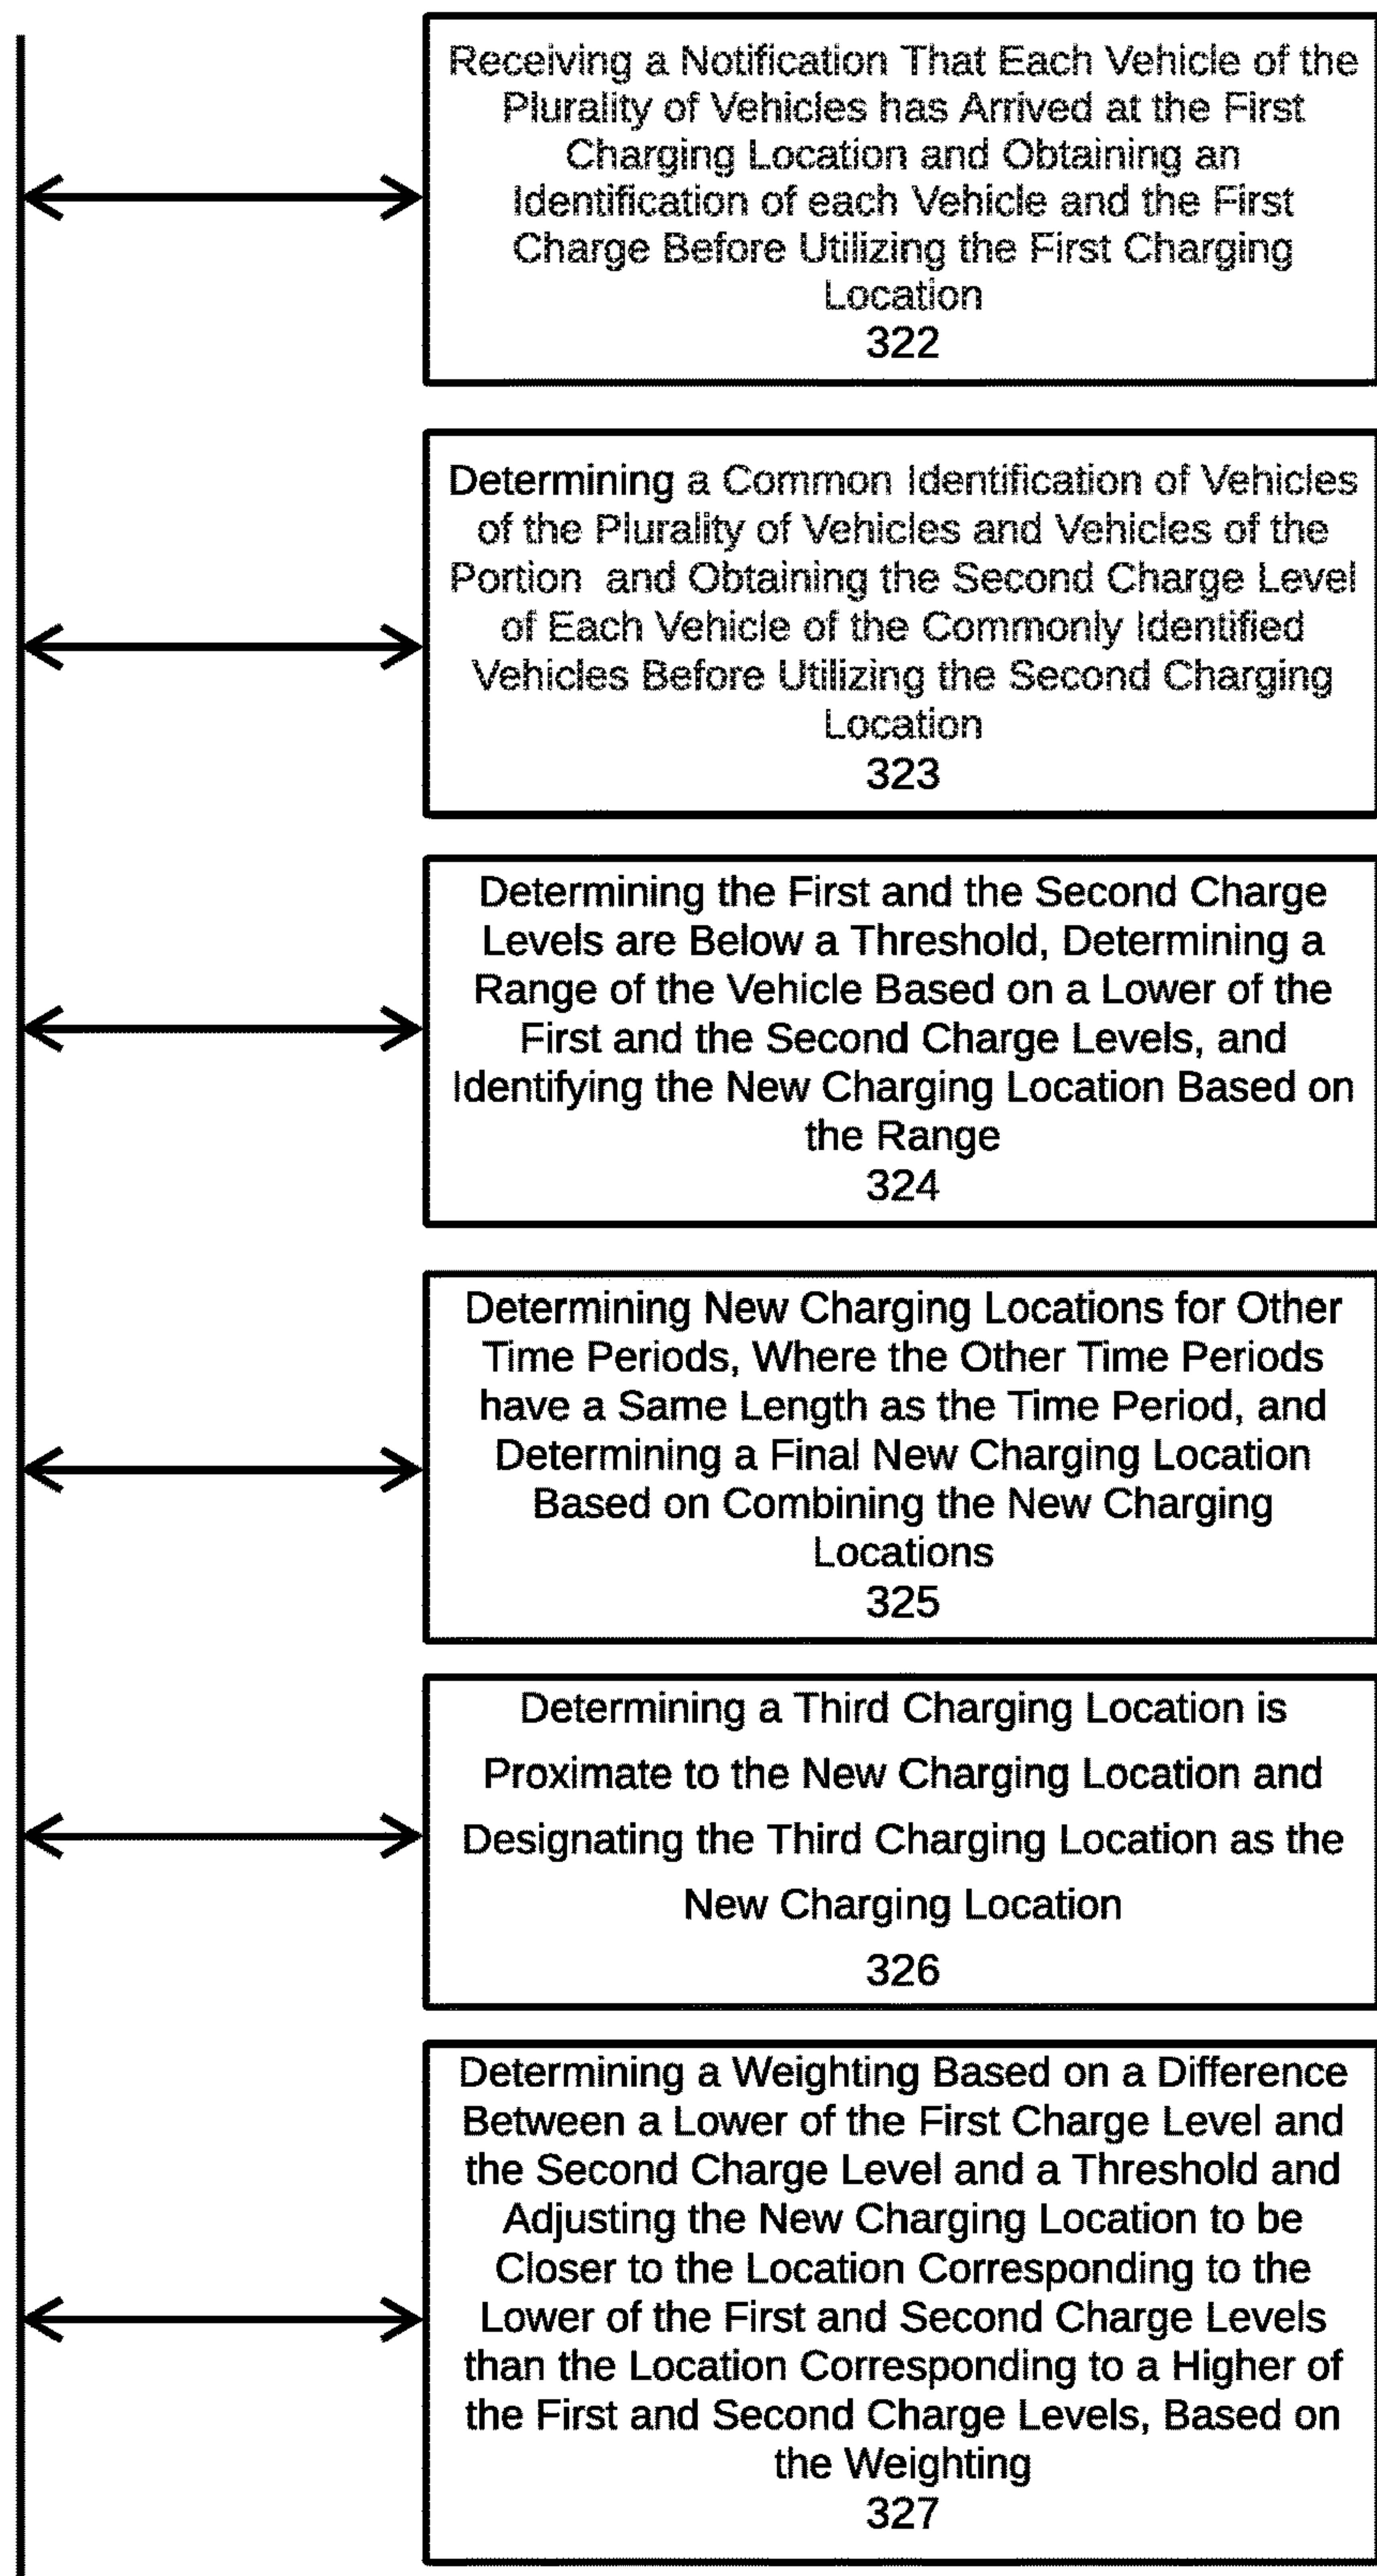 Receiving a Notification That Each Vehicle of the
Plurality of Vehicles has Arrived at the First
Charging Location and Obtaining an
Identification of each Vehicle and the First
Charge Before Utilizing the First Charging
Location
322
Determining a Common Identification of Vehicles
of the Plurality of Vehicles and Vehicles of the
Portion and Obtaining the Second Charge Level
of Each Vehicle of the Commonly Identified
Vehicles Before Utilizing the Second Charging
Location
323
Determining the First and the Second Charge
Levels are Below a Threshold, Determining a
Range of the Vehicle Based on a Lower of the
First and the Second Charge Levels, and
Identifying the New Charging Location Based on
the Range
324
Determining New Charging Locations for Other
Time Periods, Where the Other Time Periods
have a Same Length as the Time Period, and
Determining a Final New Charging Location
Based on Combining the New Charging
Locations
325
Determining a Third Charging Location is
Proximate to the New Charging Location and
Designating the Third Charging Location as the
New Charging Location
326
Determining a Weighting Based on a Difference
Between a Lower of the First Charge Level and
the Second Charge Level and a Threshold and
Adjusting the New Charging Location to be
Closer to the Location Corresponding to the
Lower of the First and Second Charge Levels
than the Location Corresponding to a Higher of
the First and Second Charge Levels, Based on
the Weighting
327